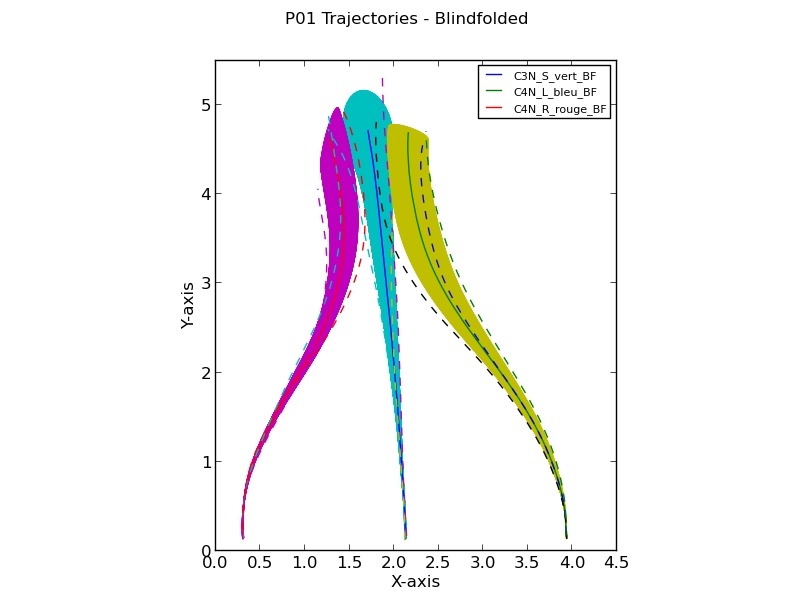 P01 Trajectories - Blindfolded
C3N_S_vert_BF
C4N_L_bleu_BF
C4N_R_rouge_BF
Y-axis
5
4
3
2
1
0
0.0 0.5 1.0 1.5 2.0 2.5 3.0 3.5 4.0 4.5
X-axis